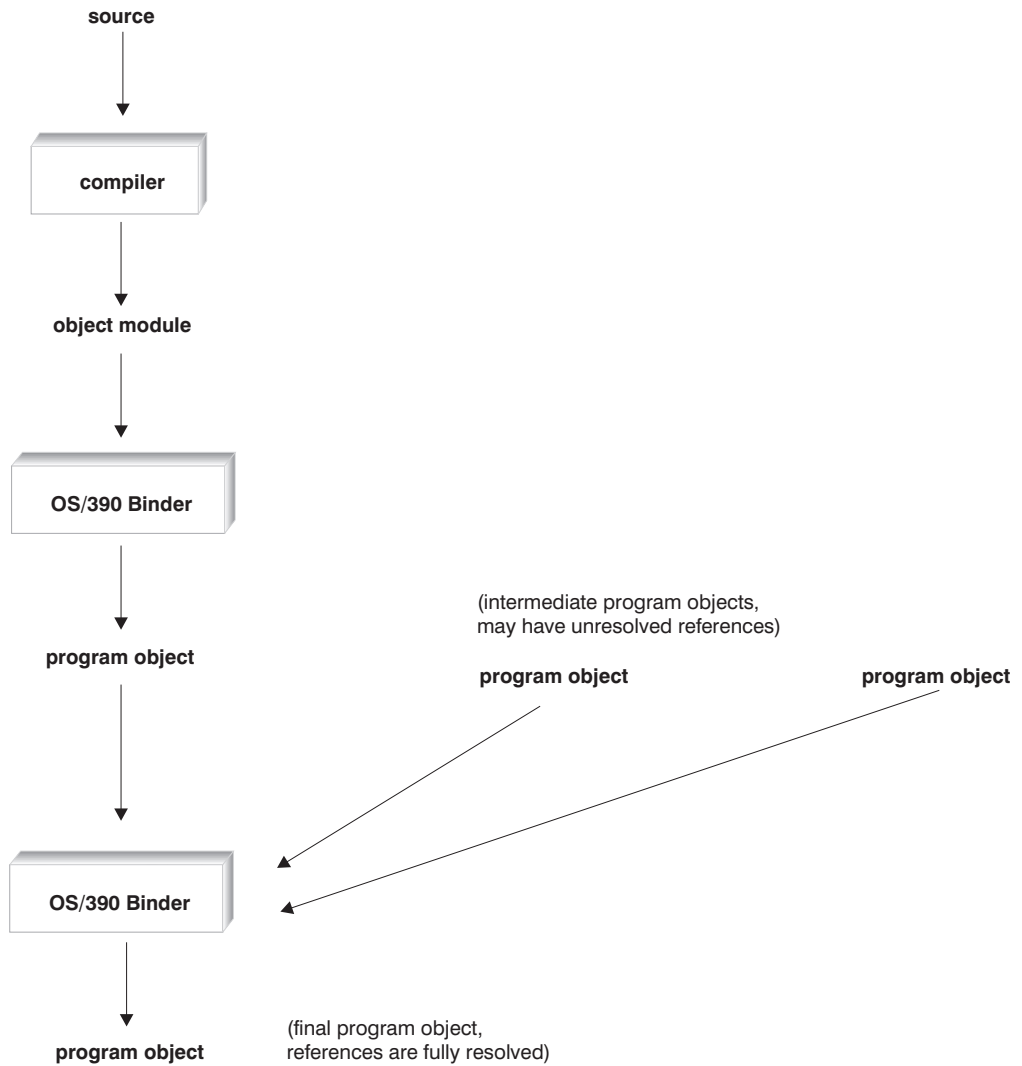 source
compiler
object module
OS/390 Binder
(intermediate program objects,
may have unresolved references)
program object
program object
program object
OS/390 Binder
(final program object,
references are fully resolved)
program object